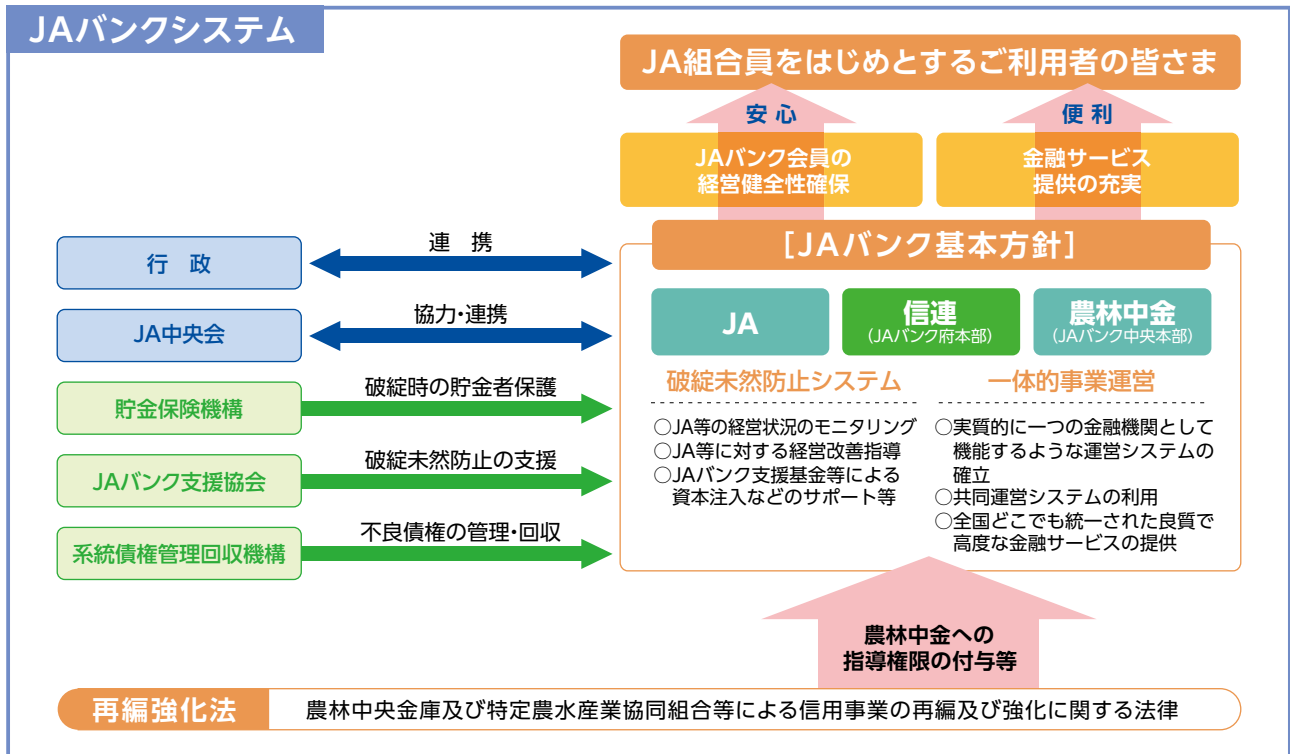 JAバンクシステム
JA組合員をはじめとするご利用者の皆さま
安心
便利
JAバンク会員の
経営健全性確保
金融サービス
提供の充実
[JAバンク基本方針]
行 政
連 携
JA中央会
協力・連携
貯金保険機構
破綻時の貯金者保護
JAバンク支援協会
破綻未然防止の支援
系統債権管理回収機構
不良債権の管理・回収
JA
信連
(JAバンク府本部)
農林中金
(JAバンク中央本部)
破綻未然防止システム
○JA等の経営状況のモニタリング
○JA等に対する経営改善指導
○JAバンク支援基金等による
資本注入などのサポート等
一体的事業運営
○実質的に一つの金融機関として
機能するような運営システムの
確立
○共同運営システムの利用
○全国どこでも統一された良質で
高度な金融サービスの提供
農林中金への
指導権限の付与等
再編強化法
農林中央金庫及び特定農水産業協同組合等による信用事業の再編及び強化に関する法律